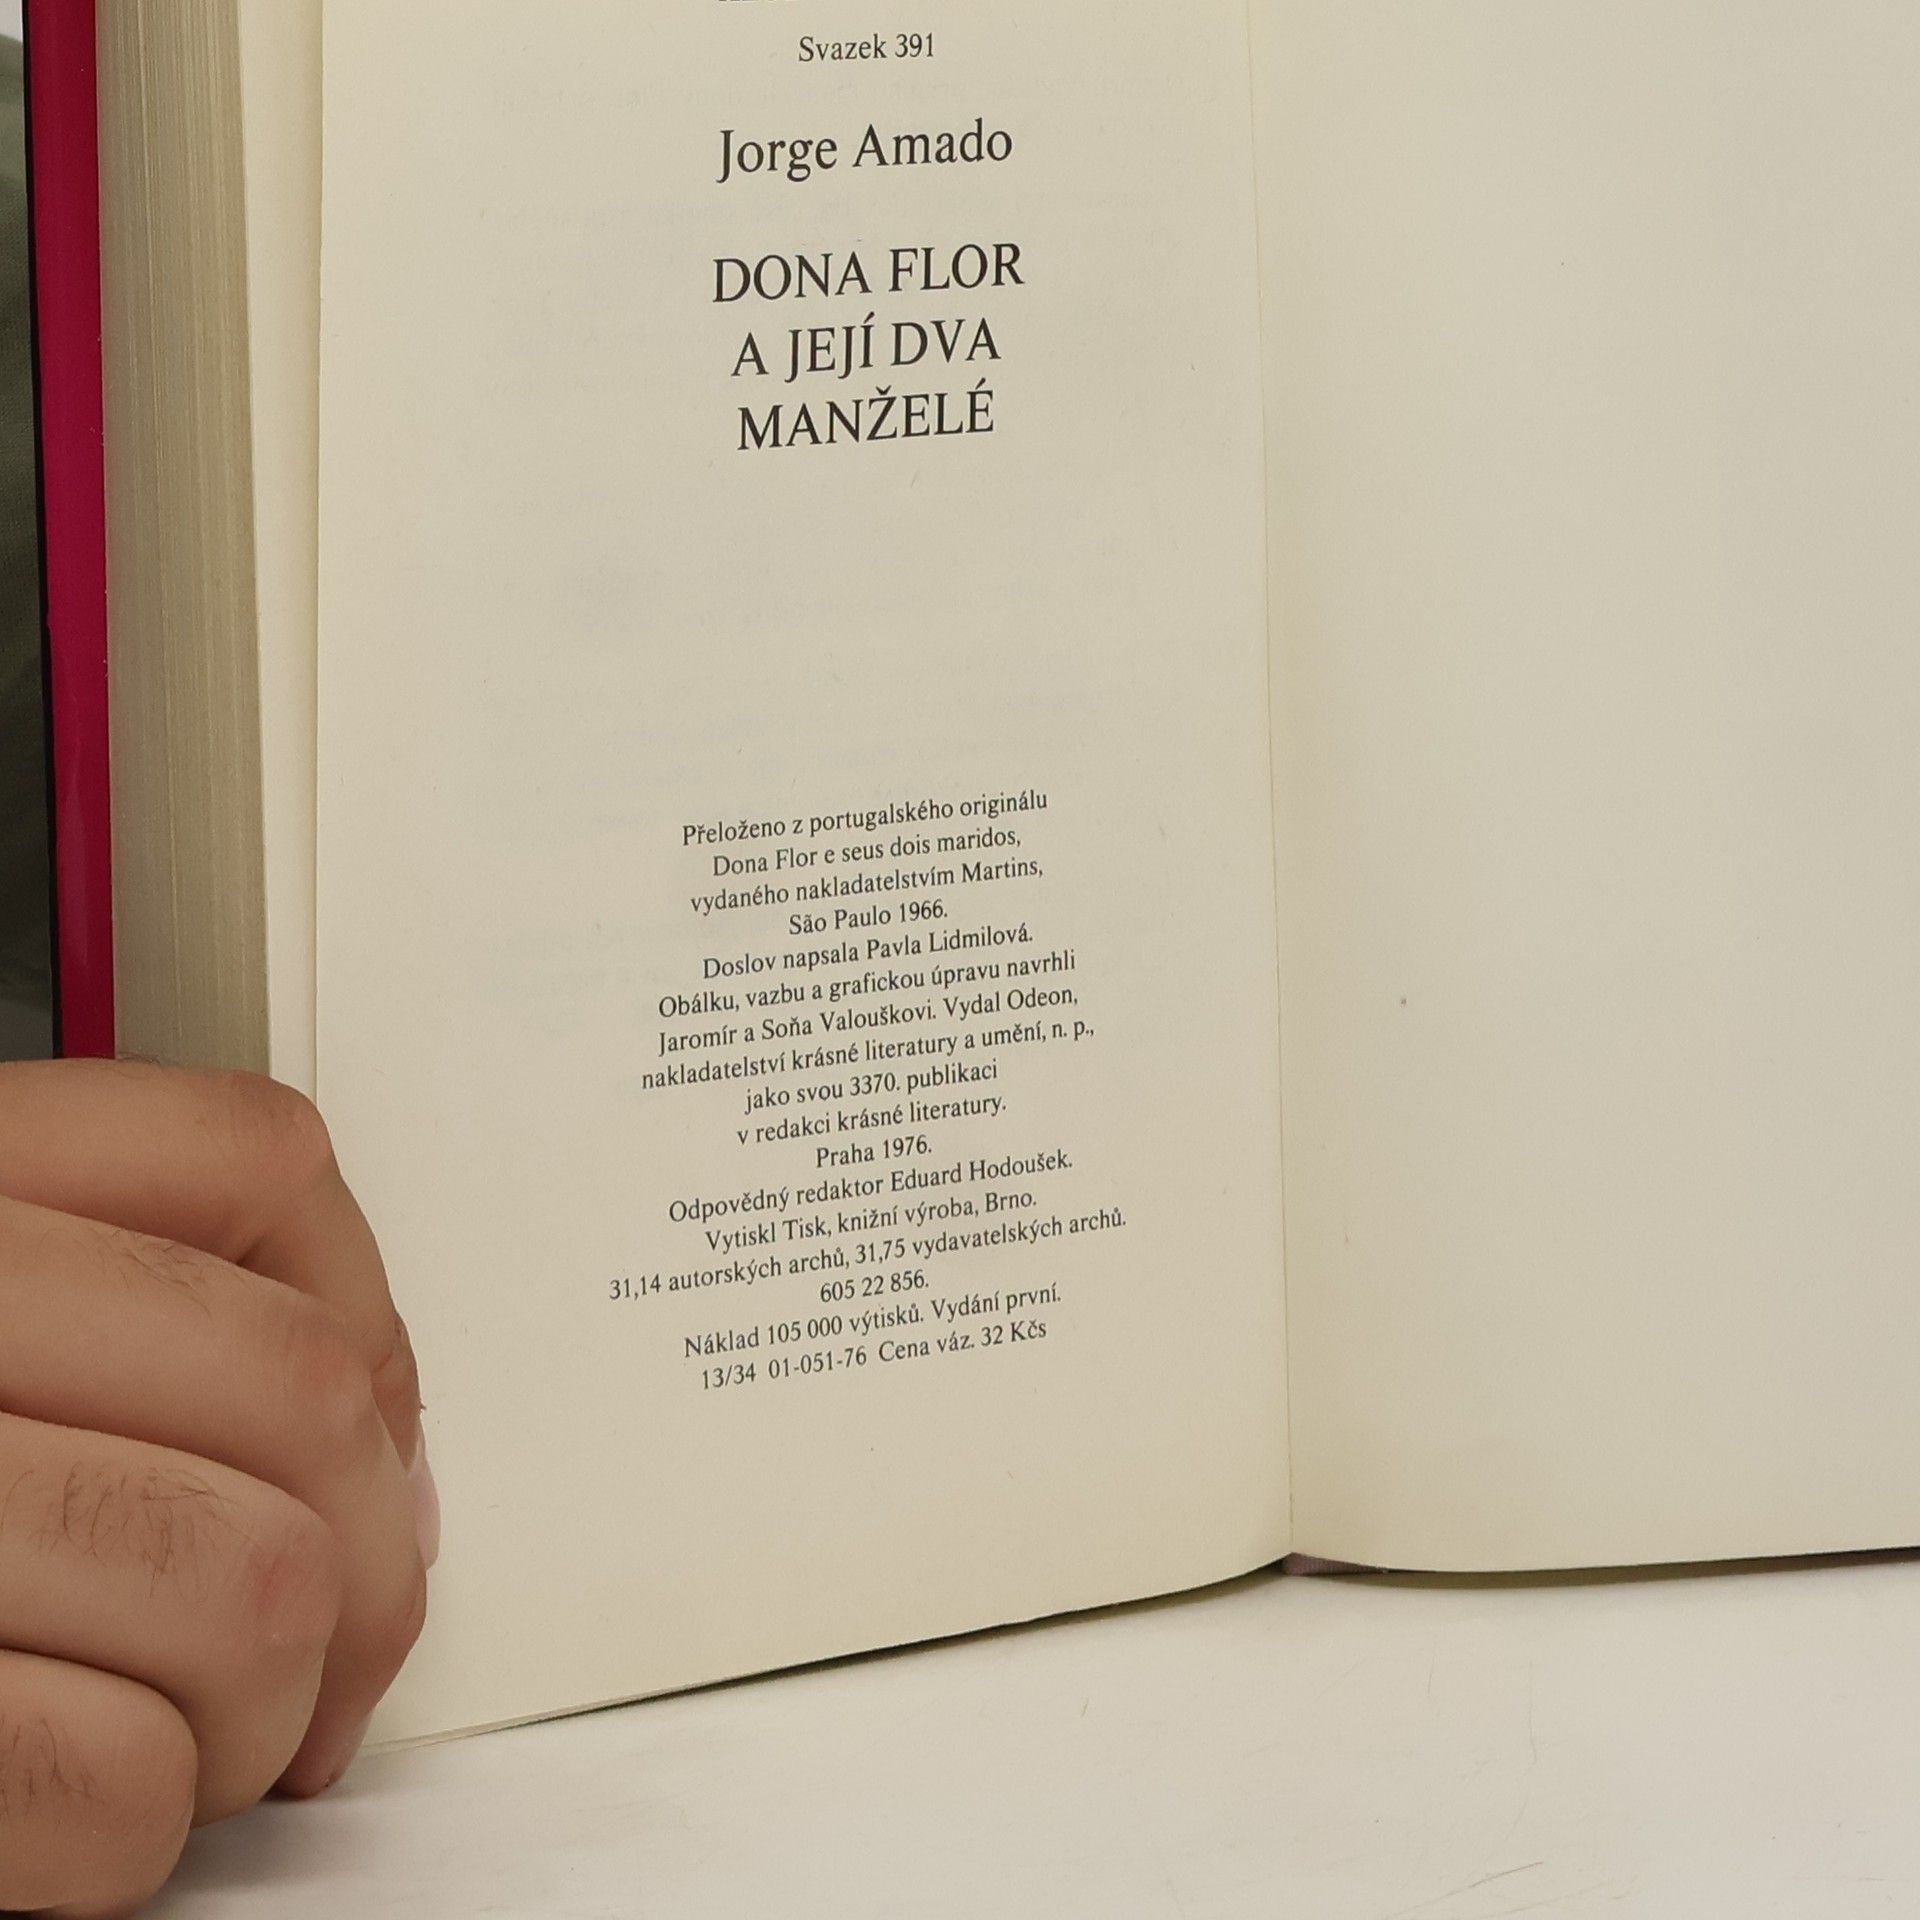 Svazek 391
Jorge Amado
DONA FLOR
A JEJÍ DVA
MANŽELÉ
Přeloženo z portugalského originálu
Dona Flor e seus dois maridos,
vydaného nakladatelstvím Martins,
São Paulo 1966.
Doslov napsala Pavla Lidmilová.
Obálku, vazbu a grafickou úpravu navrhli
Jaromír a Soňa Valouškovi. Vydal Odeon,
nakladatelství krásné literatury a umění, n. p.,
jako svou 3370. publikaci
v redakci krásné literatury.
Praha 1976.
Odpovědný redaktor Eduard Hodoušek.
Vytiskl Tisk, knižní výroba, Brno.
31,14 autorských archů, 31,75 vydavatelských archů.
605 22 856.
Náklad 105 000 výtisků. Vydání první.
13/34 01-051-76 Cena váz. 32 Kčs